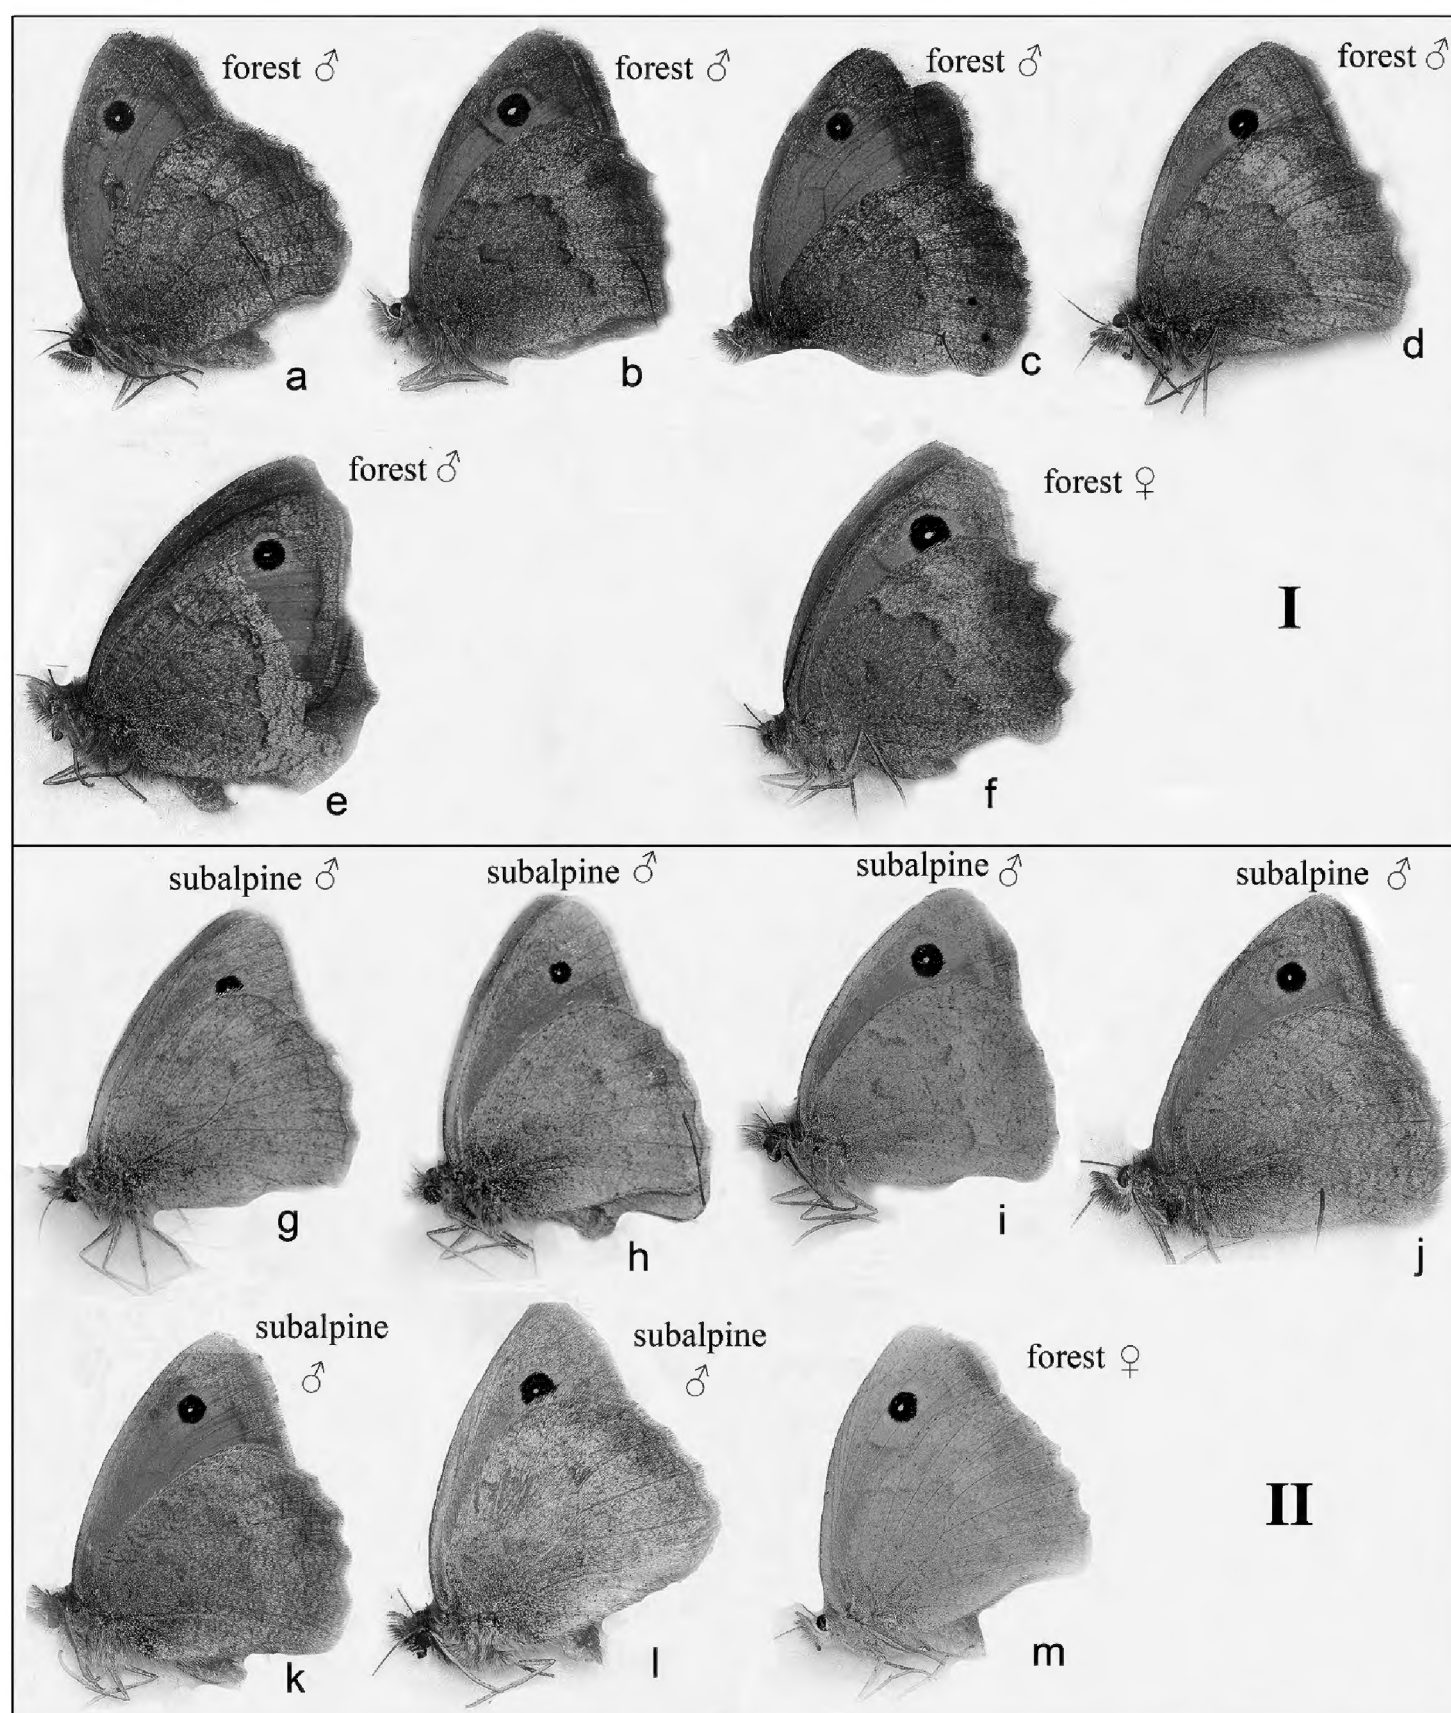 forest ♂
forest ♂
forest ♂
forest ♂
a
b
c
d
forest ♂
forest ♀
I
e
f
subalpine ♂
subalpine ♂
subalpine ♂
subalpine ♂
g
h
i
j
subalpine
♂
subalpine
♂
forest ♀
II
k
l
m